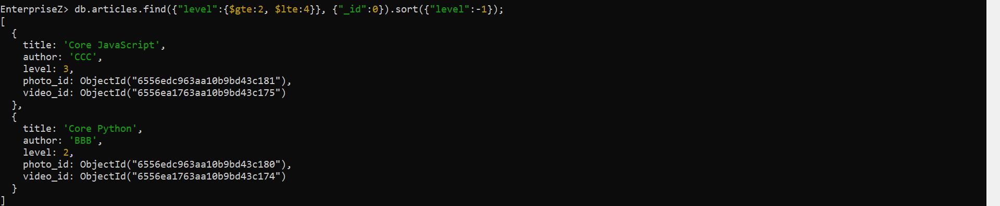 EnterpriseZ> db.articles.find({"level":{$gte:2, $lte:4}}, {"_id":0}).sort({"level":-1});
[
  {
    title: 'Core JavaScript',
    author: 'CCC',
    level: 3,
    photo_id: ObjectId("6556edc963aa10b9bd43c181"),
    video_id: ObjectId("6556ea1763aa10b9bd43c175")
  },
  {
    title: 'Core Python',
    author: 'BBB',
    level: 2,
    photo_id: ObjectId("6556edc963aa10b9bd43c180"),
    video_id: ObjectId("6556ea1763aa10b9bd43c174")
  }
]